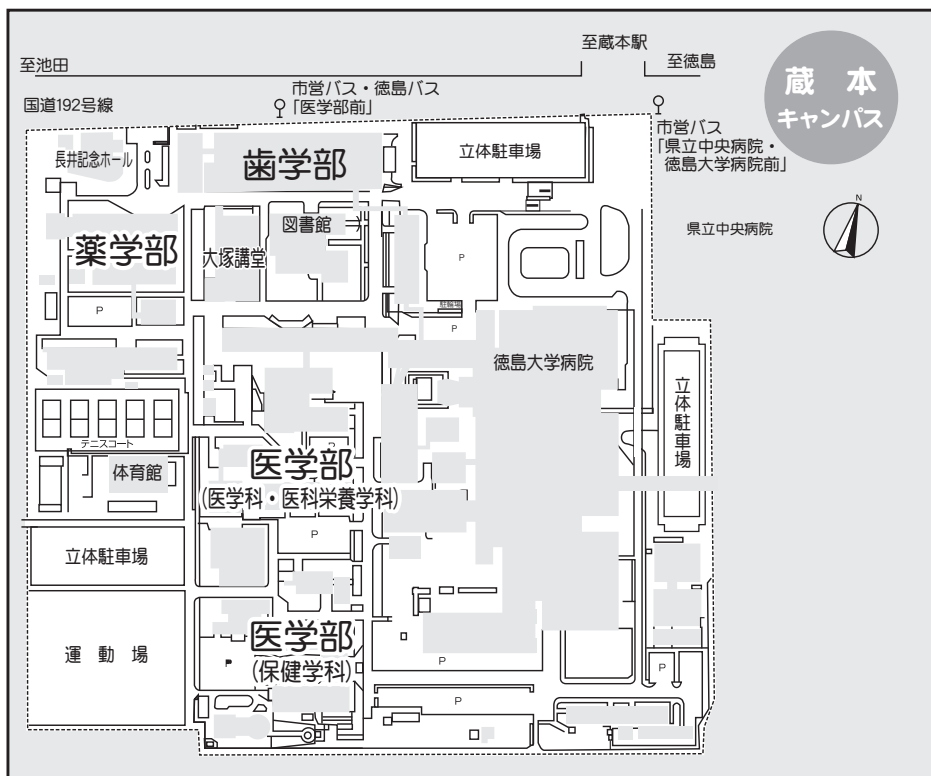 至蔵本駅
至池田
至徳島
蔵本
キャンパス
市営バス・徳島バス
「医学部前」
国道192号線
市営バス
「県立中央病院・
徳島大学病院前」
長井記念ホール
歯学部
立体駐車場
N
図書館
県立中央病院
薬学部
大塚講堂
P
駐輪場
P
P
徳島大学病院
立体駐車場
テニスコート
P
医学部
体育館
(医学科・医科栄養学科)
P
立体駐車場
医学部
運動場
P
P
P
(保健学科)
P